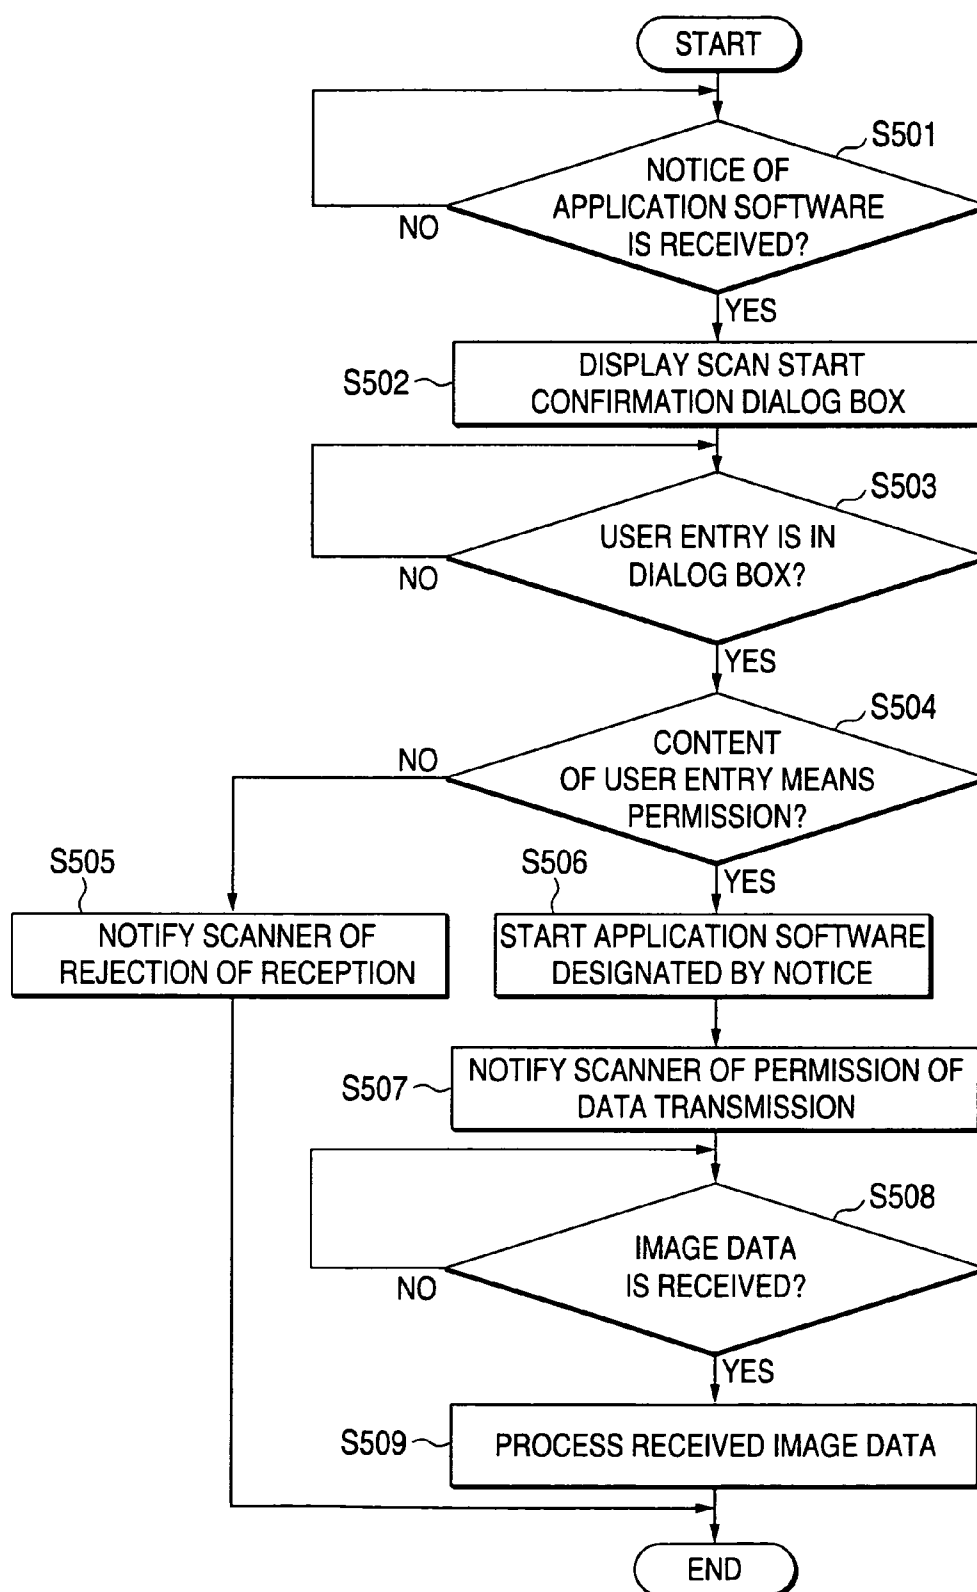 START
S501
NOTICE OF
APPLICATION SOFTWARE
IS RECEIVED?
NO
YES
S502
DISPLAY SCAN START
CONFIRMATION DIALOG BOX
S503
USER ENTRY IS IN
DIALOG BOX?
NO
YES
S504
CONTENT
OF USER ENTRY MEANS
PERMISSION?
NO
YES
S505
NOTIFY SCANNER OF
REJECTION OF RECEPTION
S506
START APPLICATION SOFTWARE
DESIGNATED BY NOTICE
S507
NOTIFY SCANNER OF PERMISSION OF
DATA TRANSMISSION
S508
IMAGE DATA
IS RECEIVED?
NO
YES
S509
PROCESS RECEIVED IMAGE DATA
END